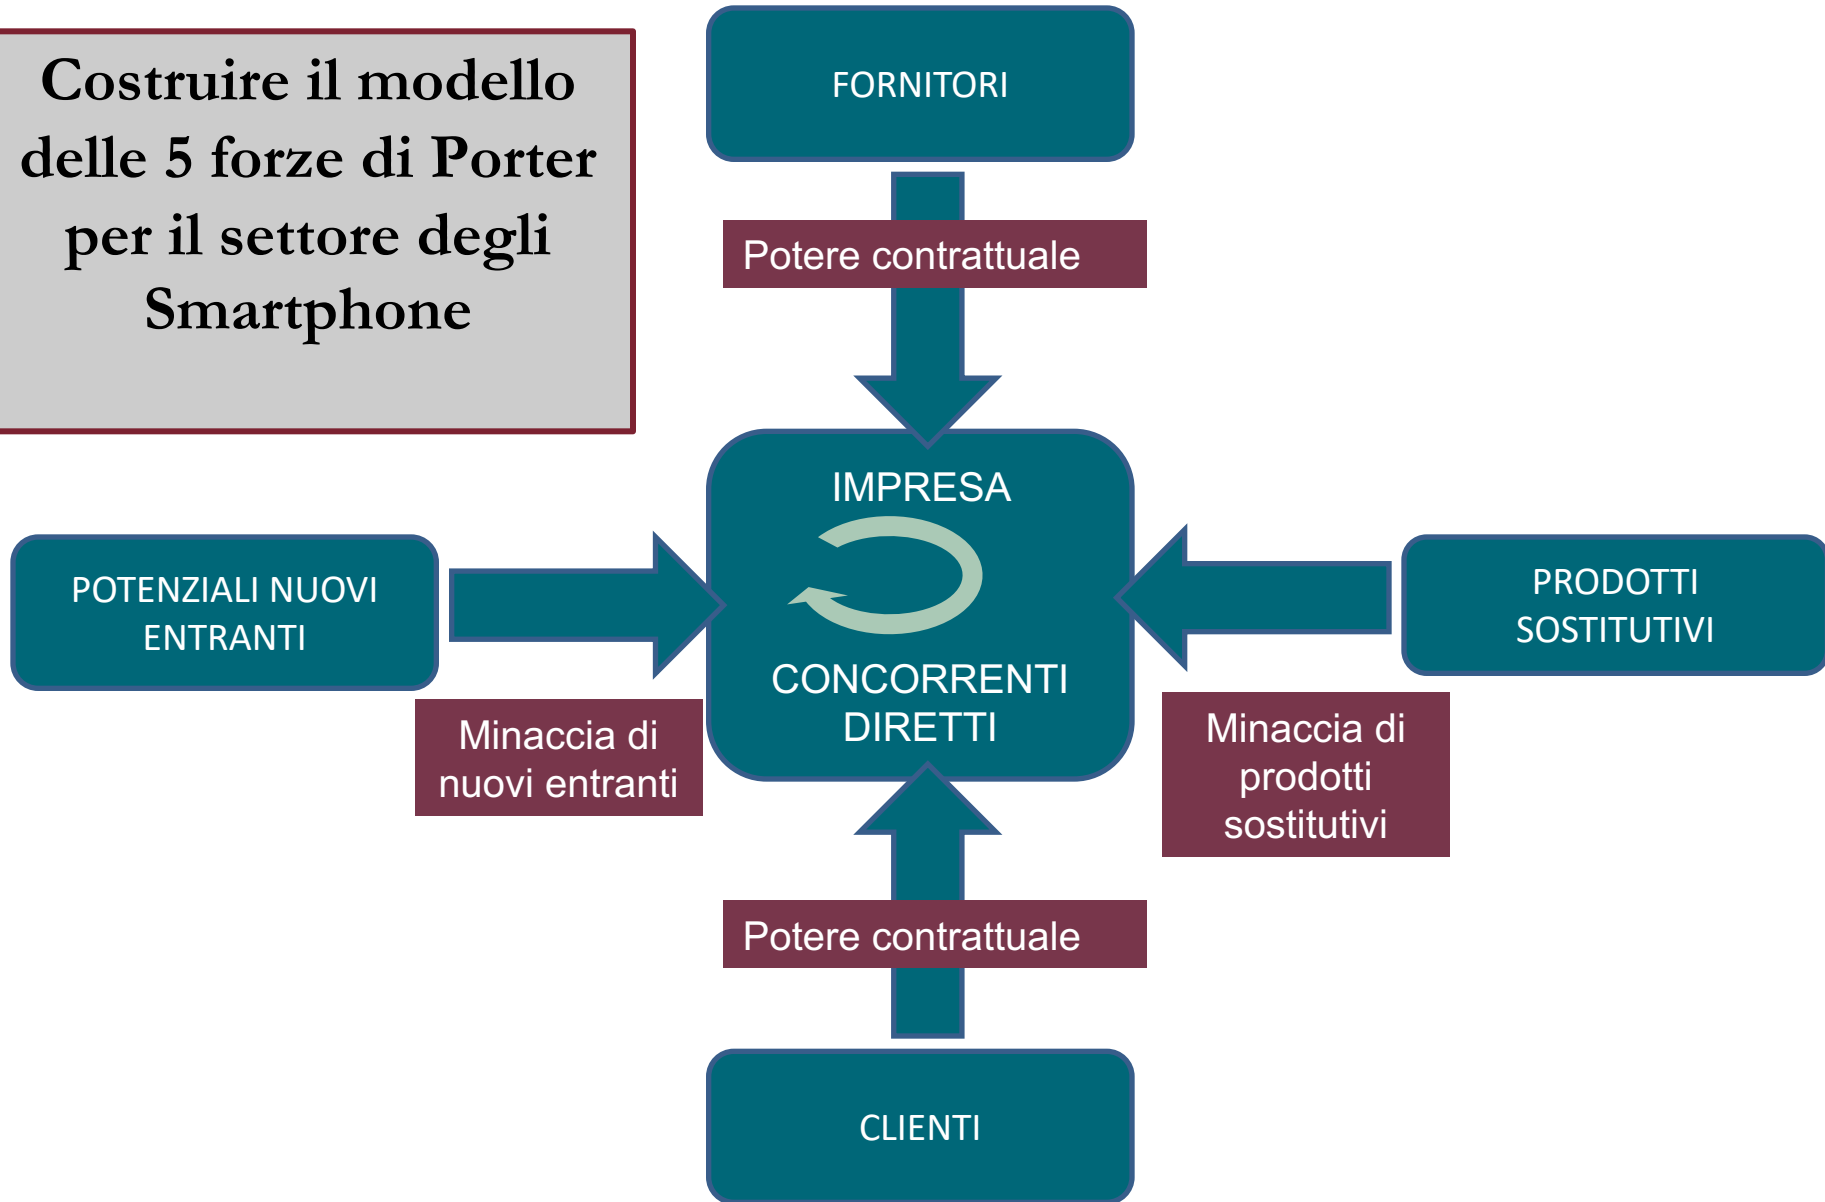 Costruire il modello
delle 5 forze di Porter
per il settore degli
Smartphone
FORNITORI
Potere contrattuale
IMPRESA
CONCORRENTI
DIRETTI
POTENZIALI NUOVI
ENTRANTI
Minaccia di
nuovi entranti
PRODOTTI
SOSTITUTIVI
Minaccia di
prodotti
sostitutivi
Potere contrattuale
CLIENTI